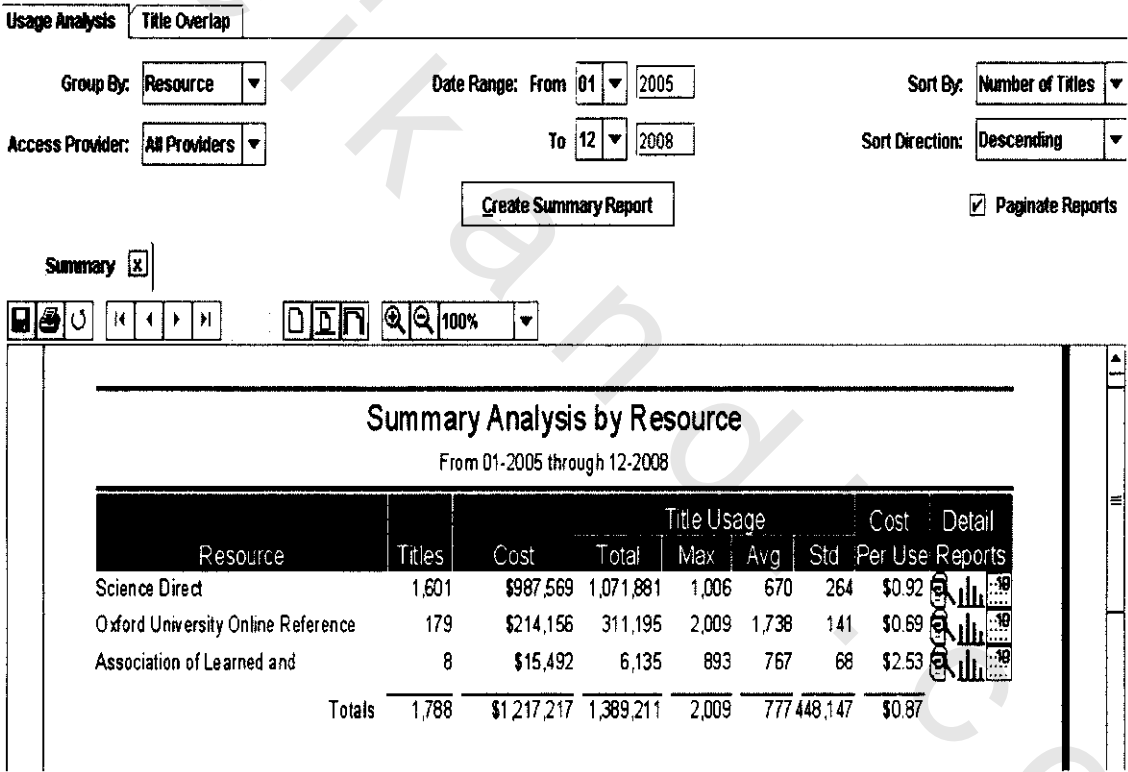 Usage Analysis Title Overlap
Group By: Resource Date Range: From 01 2005 Sort By: Number of Titles
Access Provider: All Providers To 12 2008 Sort Direction: Descending
Create Summary Report Paginate Reports
Summary x
100%
Summary Analysis by Resource
From 01-2005 through 12-2008
Title Usage Cost Detail
Resource Titles Cost Total Max Avg Std Per Use Reports
Science Direct 1,601 $987,569 1,071,881 1,006 670 264 $0.92
Oxford University Online Reference 179 $214,156 311,195 2,009 1,738 141 $0.69
Association of Learned and 8 $15,492 6,135 893 767 68 $2.53
Totals 1,788 $1,217,217 1,389,211 2,009 777 448,147 $0.87